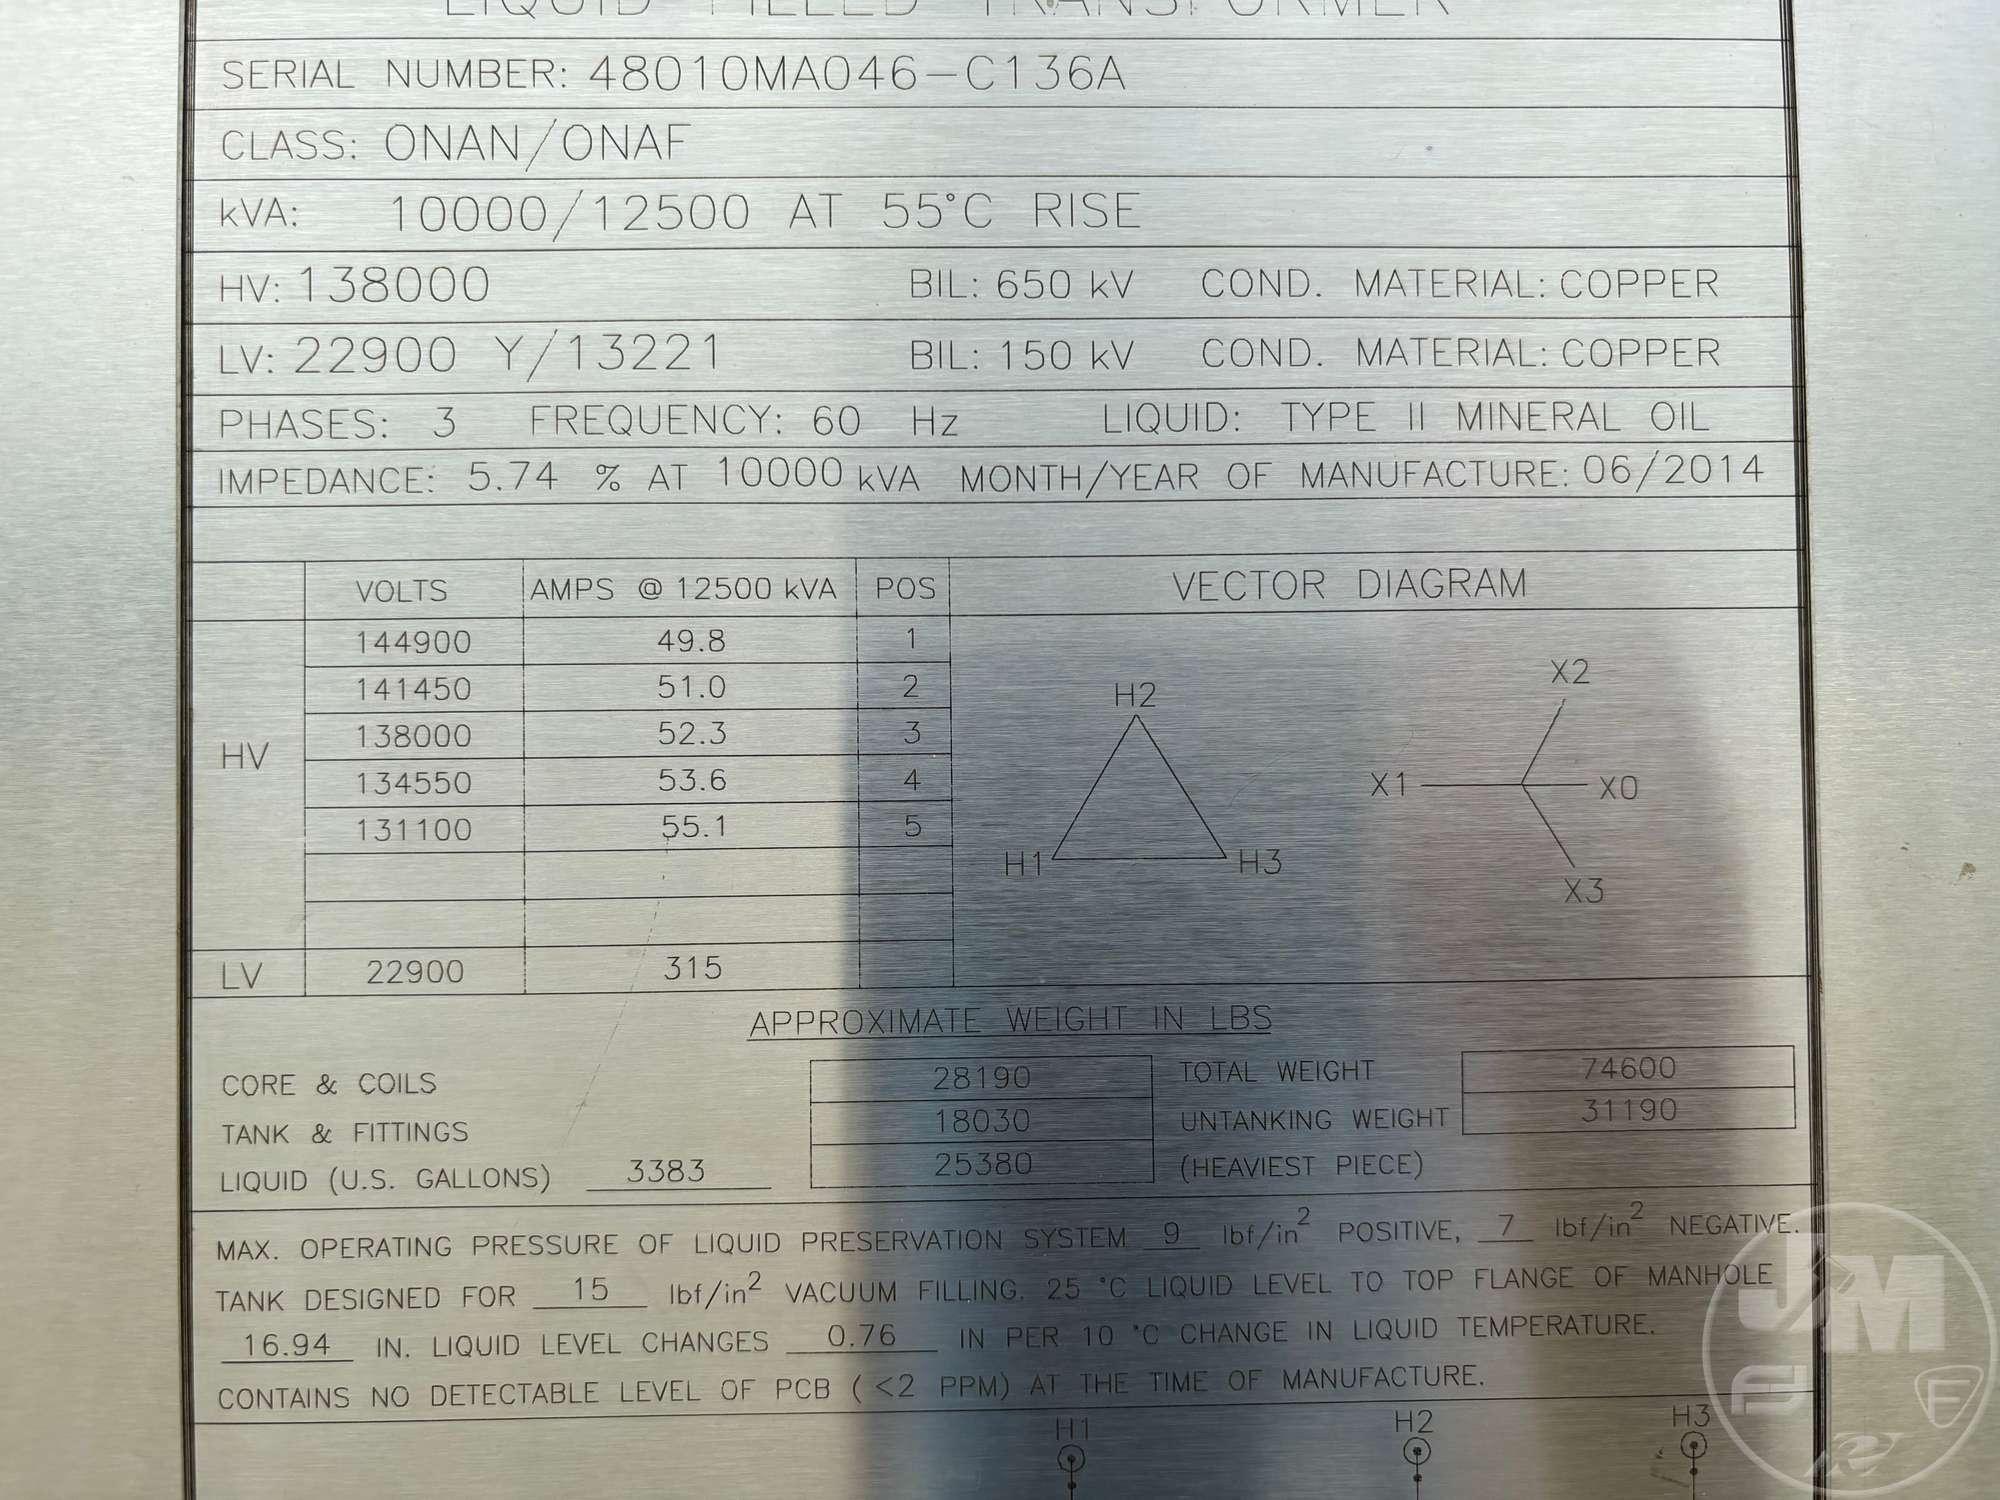 LIQUID FILLED TRANSFORMER
SERIAL NUMBER: 48010MA046-C136A
CLASS: ONAN/ONAF
kVA: 10000/12500 AT 55°C RISE
HV: 138000 BIL: 650 kV COND. MATERIAL: COPPER
LV: 22900 Y/13221 BIL: 150 kV COND. MATERIAL: COPPER
PHASES: 3 FREQUENCY: 60 Hz LIQUID: TYPE II MINERAL OIL
IMPEDANCE: 5.74 % AT 10000 kVA MONTH/YEAR OF MANUFACTURE: 06/2014
VOLTS AMPS @ 12500 kVA POS VECTOR DIAGRAM
144900 49.8 1
141450 51.0 2
HV 138000 52.3 3
134550 53.6 4
131100 55.1 5
LV 22900 315
H2
H1 H3
X2
X1 X0
X3
APPROXIMATE WEIGHT IN LBS
CORE & COILS 28190 TOTAL WEIGHT 74600
TANK & FITTINGS 18030 UNTANKING WEIGHT 31190
LIQUID (U.S. GALLONS) 3383 25380 (HEAVIEST PIECE)
MAX. OPERATING PRESSURE OF LIQUID PRESERVATION SYSTEM 9 lbf/in² POSITIVE, 7 lbf/in² NEGATIVE.
TANK DESIGNED FOR 15 lbf/in² VACUUM FILLING. 25 °C LIQUID LEVEL TO TOP FLANGE OF MANHOLE
16.94 IN. LIQUID LEVEL CHANGES 0.76 IN PER 10 °C CHANGE IN LIQUID TEMPERATURE.
CONTAINS NO DETECTABLE LEVEL OF PCB (<2 PPM) AT THE TIME OF MANUFACTURE.
H1 H2 H3
JM